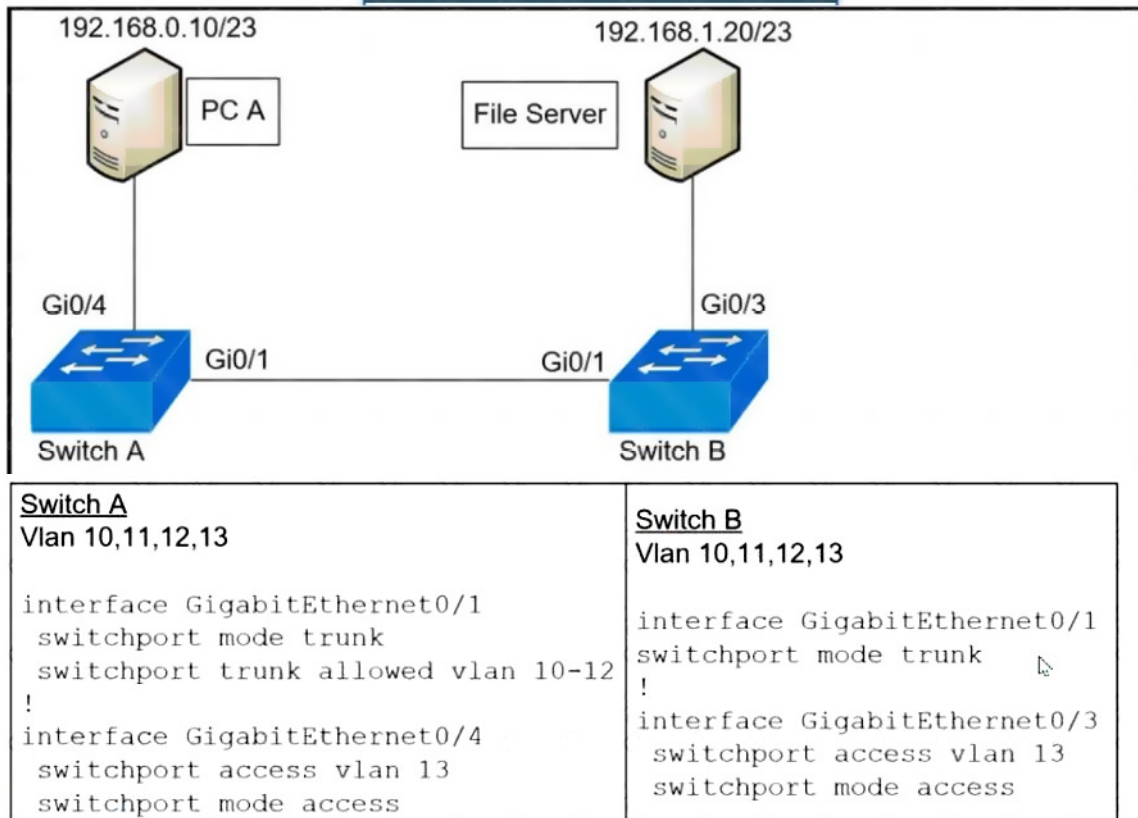 192.168.0.10/23
192.168.1.20/23
PC A
File Server
Gi0/4
Gi0/3
Gi0/1
Gi0/1
Switch A
Switch B
Switch A
Vlan 10,11,12,13
interface GigabitEthernet0/1
switchport mode trunk
switchport trunk allowed vlan 10-12
!
interface GigabitEthernet0/4
switchport access vlan 13
switchport mode access
Switch B
Vlan 10,11,12,13
interface GigabitEthernet0/1
switchport mode trunk
!
interface GigabitEthernet0/3
switchport access vlan 13
switchport mode access